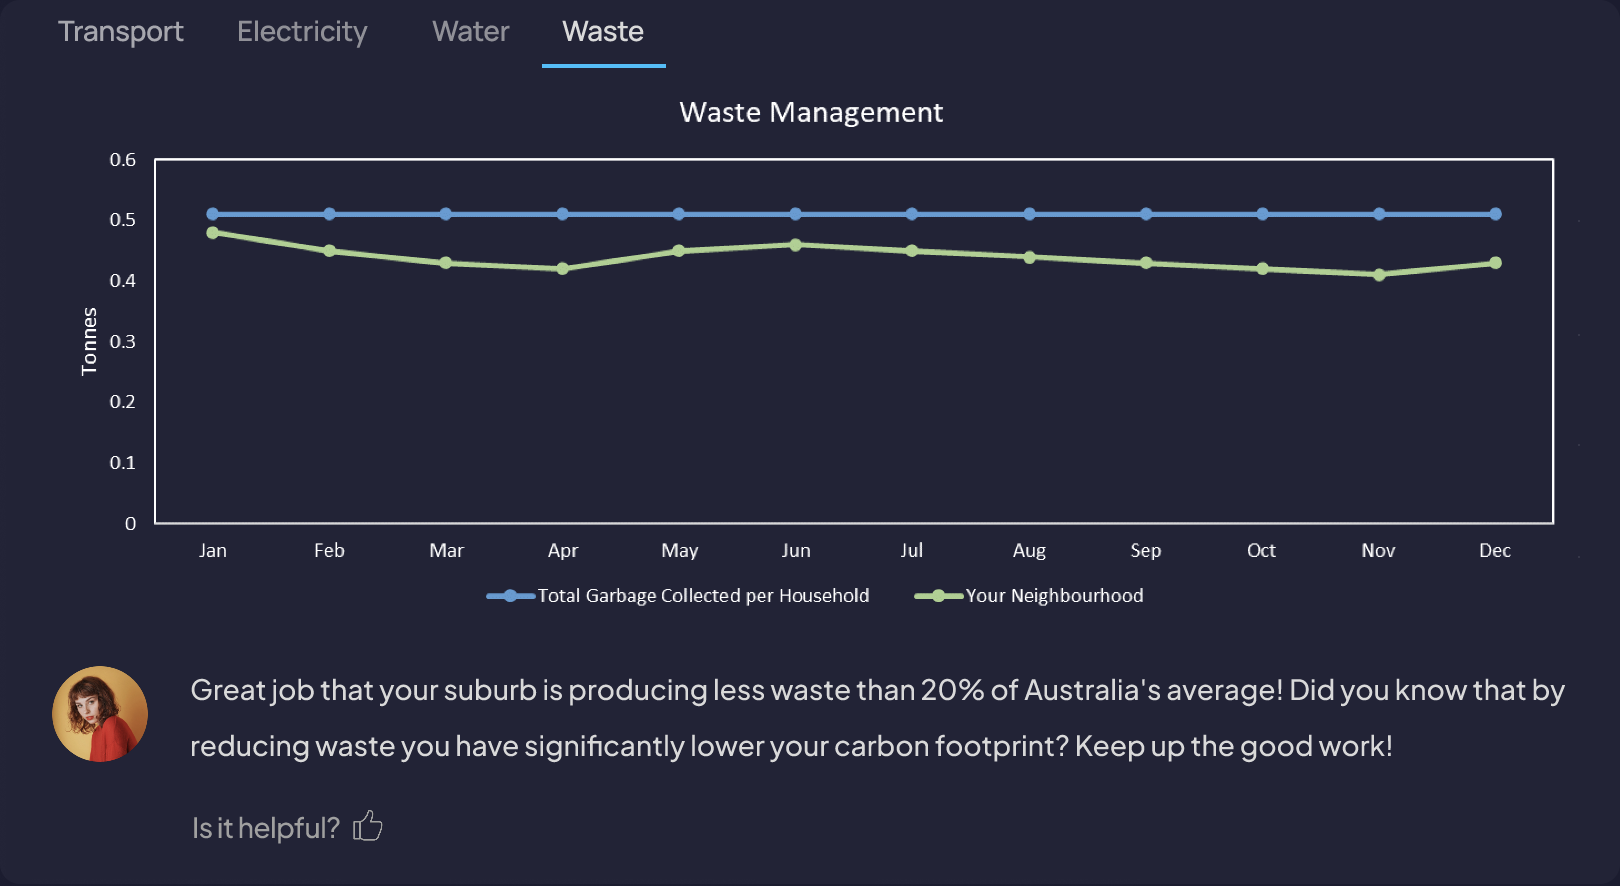 Transport Electricity Water Waste
Waste Management
0.6
0.5
0.4
0.3
0.2
0.1
0
Tonnes
Jan Feb Mar Apr May Jun Jul Aug Sep Oct Nov Dec
Total Garbage Collected per Household Your Neighbourhood
Great job that your suburb is producing less waste than 20% of Australia's average! Did you know that by
reducing waste you have significantly lower your carbon footprint? Keep up the good work!
Is it helpful?